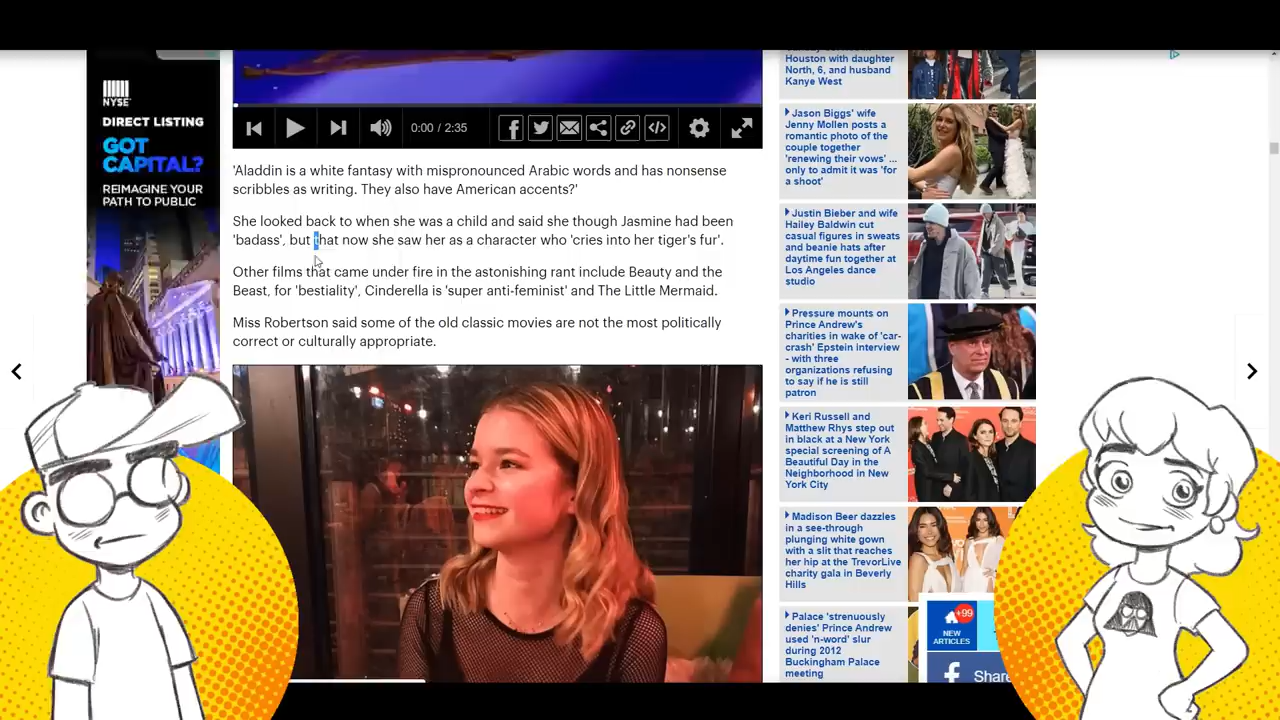 NYSE
DIRECT LISTING
GOT
CAPITAL?
REIMAGINE YOUR
PATH TO PUBLIC
0:00 / 2:35
'Aladdin is a white fantasy with mispronounced Arabic words and has nonsense
scribbles as writing. They also have American accents?'
She looked back to when she was a child and said she though Jasmine had been
'badass', but that now she saw her as a character who 'cries into her tiger's fur'.
Other films that came under fire in the astonishing rant include Beauty and the
Beast, for 'bestiality', Cinderella is 'super anti-feminist' and The Little Mermaid.
Miss Robertson said some of the old classic movies are not the most politically
correct or culturally appropriate.
Houston with daughter
North, 6, and husband
Kanye West
Jason Biggs' wife
Jenny Mollen posts a
romantic photo of the
couple together
'renewing their vows' ...
only to admit it was 'for
a shoot')
Justin Bieber and wife
Hailey Baldwin cut
casual figures in sweats
and beanie hats after
daytime fun together at
Los Angeles dance
studio
Pressure mounts on
Prince Andrew's
charities in wake of 'car-
crash' Epstein interview
- with three
organizations refusing
to say if he is still
patron
Keri Russell and
Matthew Rhys step out
in black at a New York
special screening of A
Beautiful Day in the
Neighborhood in New
York City
Madison Beer dazzles
in a see-through
plunging white gown
with a slit that reaches
her hip at the TrevorLive
charity gala in Beverly
Hills
Palace 'strenuously
denies' Prince Andrew
used 'n-word' slur
during 2012
Buckingham Palace
meeting
+99
NEW
ARTICLES
Share